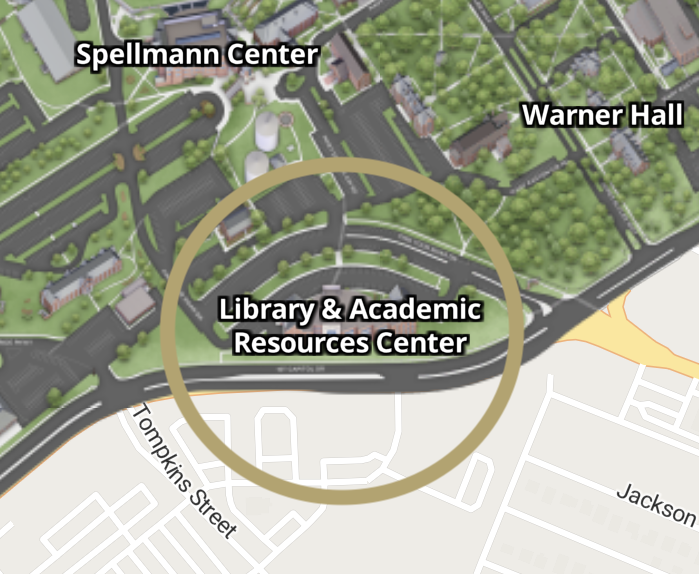 Spellmann Center
Warner Hall
Library & Academic
Resources Center
Tompkins Street
Jackson